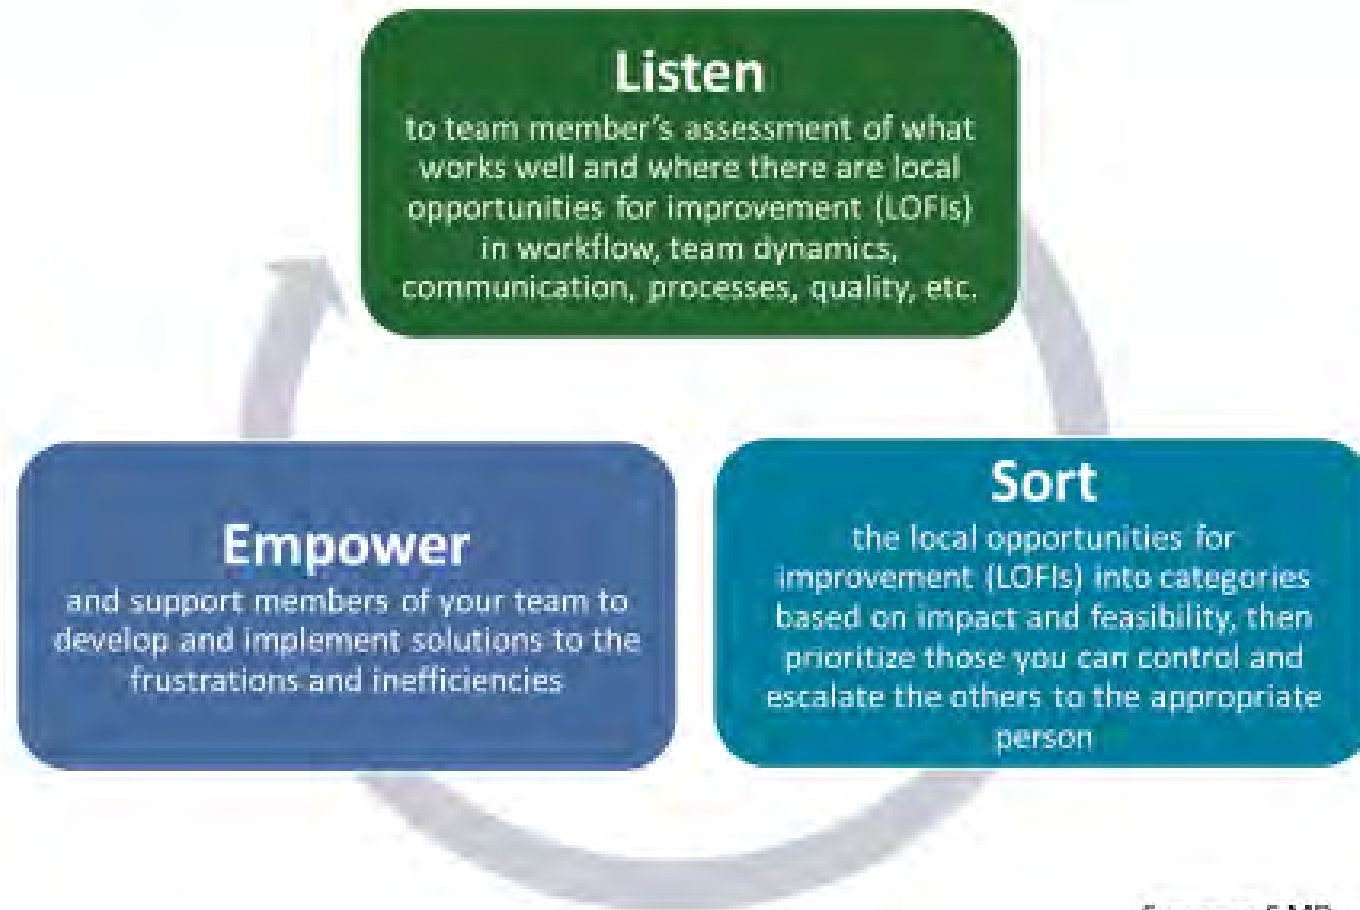 Listen
to team member's assessment of what
works well and where there are local
opportunities for improvement (LOFIs)
in workflow, team dynamics,
communication, processes, quality, etc.
Sort
the local opportunities for
improvement (LOFIs) into categories
based on impact and feasibility, then
prioritize those you can control and
escalate the others to the appropriate
person
Empower
and support members of your team to
develop and implement solutions to the
frustrations and inefficiencies